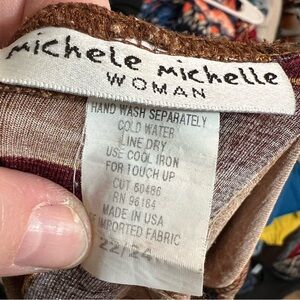 michele michelle
WOMAN
HAND WASH SEPARATELY
COLD WATER
LINE DRY
USE COOL IRON
FOR TOUCH UP
CUT 60486
RN 96164
MADE IN USA
OF IMPORTED FABRIC
22/24